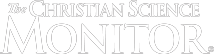 The CHRISTIAN SCIENCE
MONITOR®